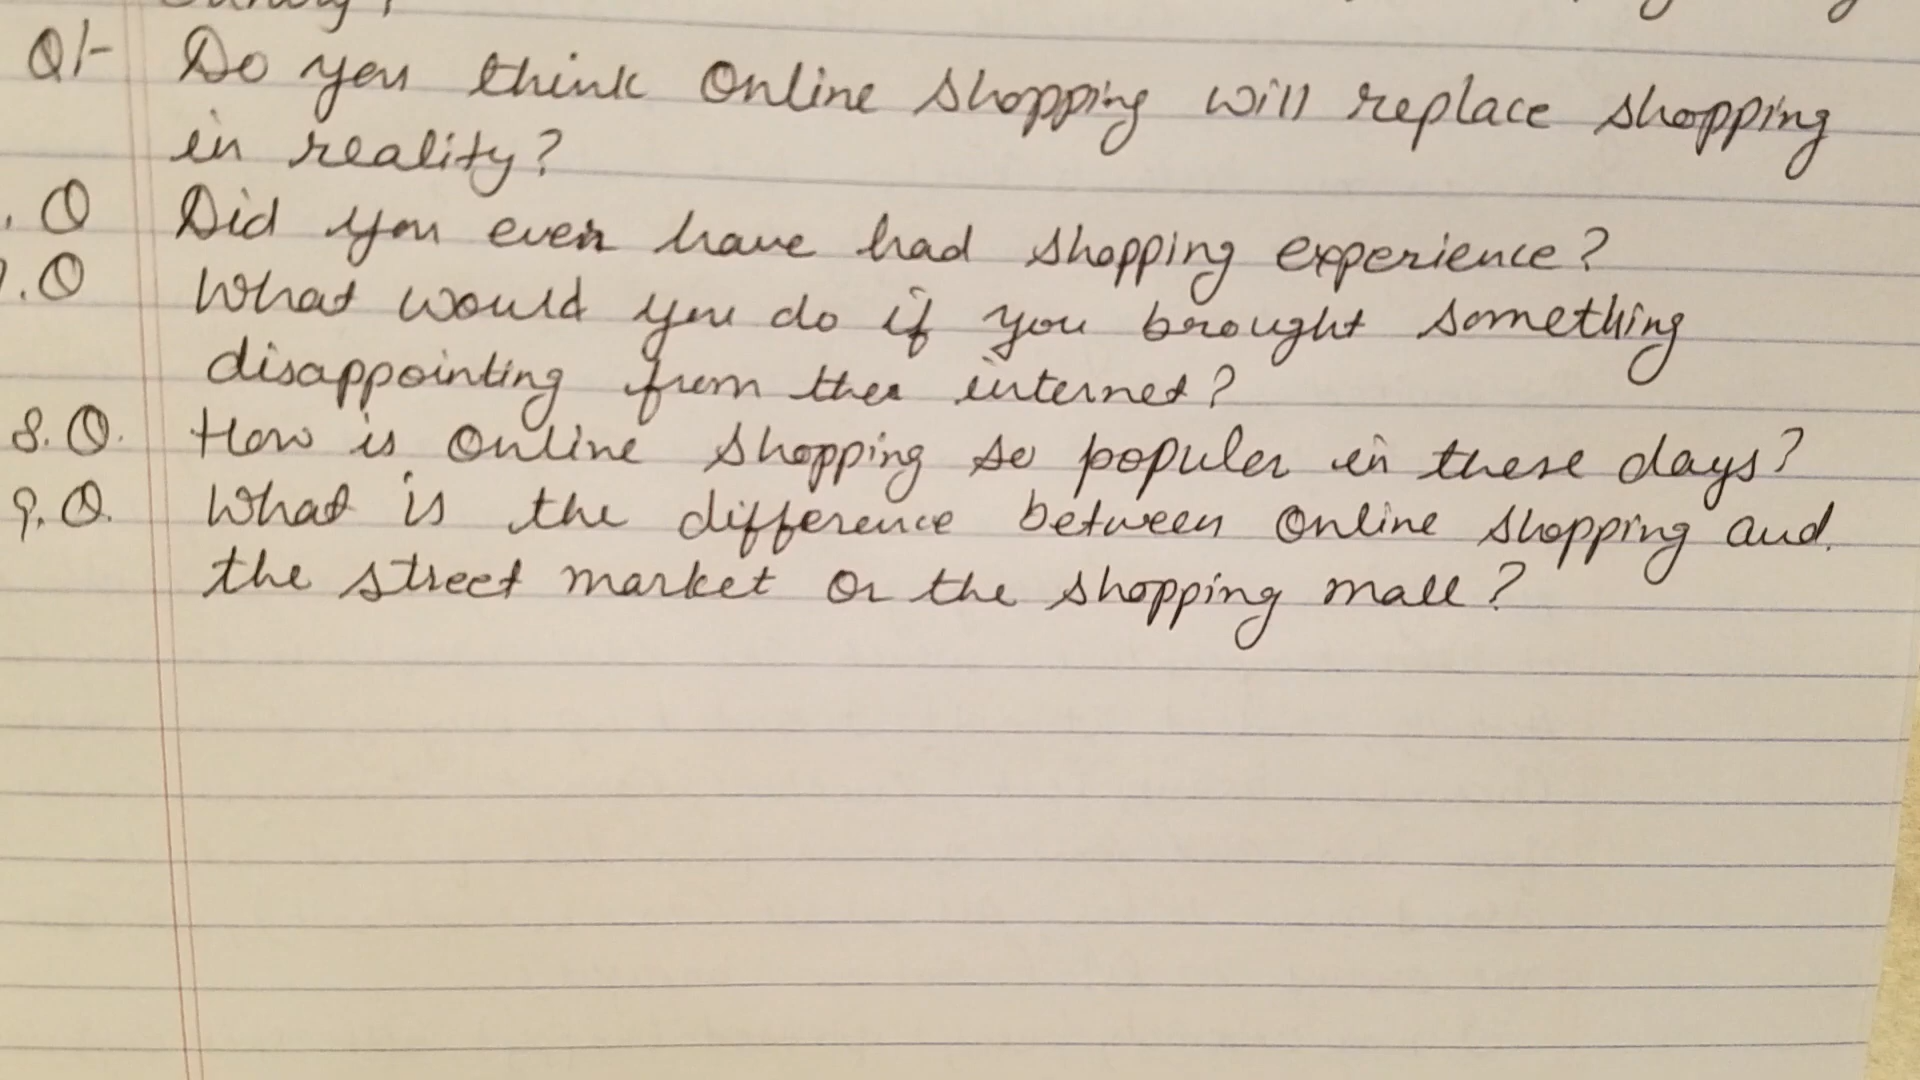 Q/- Do you think Online shopping will replace shopping
in reality?
. Q Did you ever have had shopping experience?
.Q What would you do if you brought something
disappointing from the internet?
8. Q. How is online shopping so populer in these days?
9. Q. What is the difference between online shopping and.
the street market or the shopping mall?